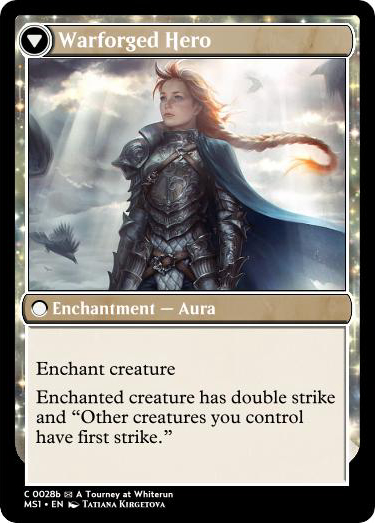 Warforged Hero
Enchantment — Aura
Enchant creature
Enchanted creature has double strike
and “Other creatures you control
have first strike.”
C 0028b A Tourney at Whiterun
MS1 • EN Tatiana Kirgetova